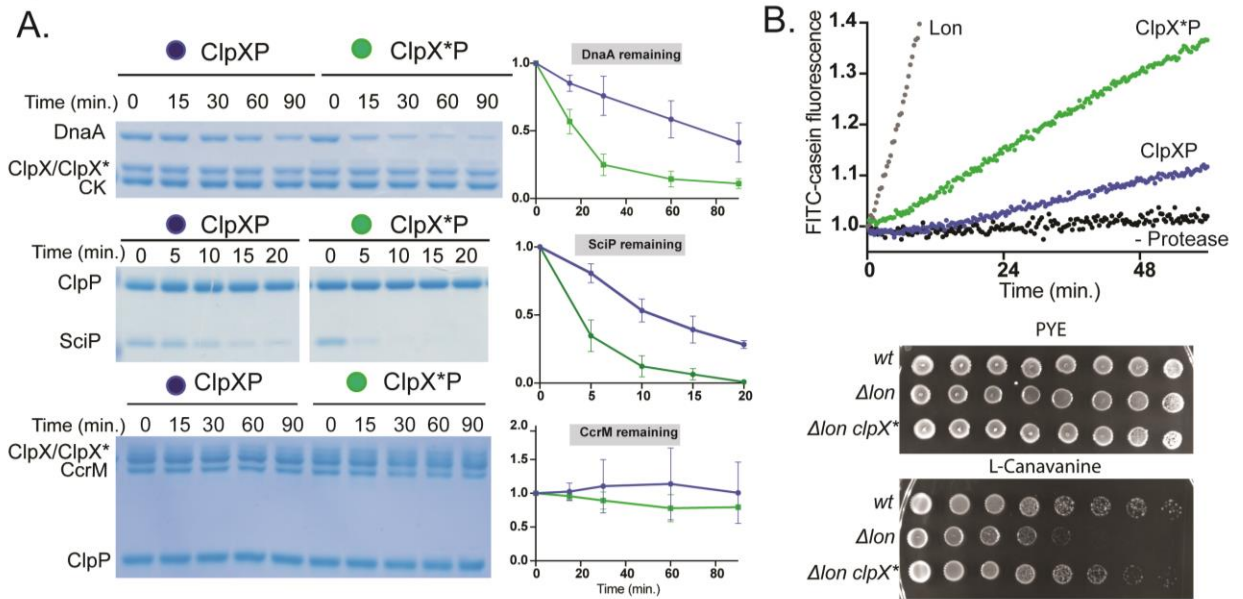 A.
ClpXP ClpX*P
Time (min.) 0 15 30 60 90 0 15 30 60 90
DnaA
ClpX/ClpX*
CK
DnaA remaining
1.0
0.5
0.0
0 20 40 60 80
ClpXP ClpX*P
Time (min.) 0 5 10 15 20 0 5 10 15 20
ClpP
SciP
SciP remaining
1.0
0.5
0.0
0 5 10 15 20
ClpXP ClpX*P
Time (min.) 0 15 30 60 90 0 15 30 60 90
ClpX/ClpX*
CcrM
ClpP
CcrM remaining
2.0
1.5
1.0
0.5
0.0
0 20 40 60 80
Time (min.)
B.
FITC-casein fluorescence
1.4
1.3
1.2
1.1
1.0
Lon
ClpX*P
ClpXP
- Protease
0 24 48
Time (min.)
PYE
wt
Δlon
Δlon clpX*
L-Canavanine
wt
Δlon
Δlon clpX*